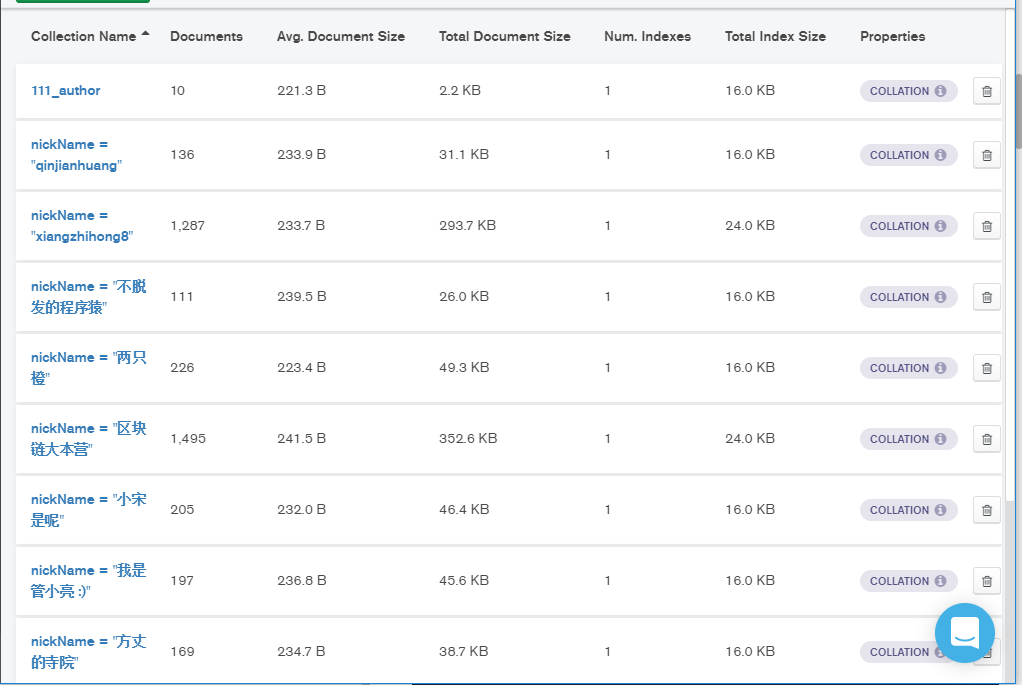 Collection Name Documents Avg. Document Size Total Document Size Num. Indexes Total Index Size Properties
111_author 10 221.3 B 2.2 KB 1 16.0 KB COLLATION
nickName =
"qinjianhuang" 136 233.9 B 31.1 KB 1 16.0 KB COLLATION
nickName =
"xiangzhihong8" 1,287 233.7 B 293.7 KB 1 24.0 KB COLLATION
nickName = "不脱
发的程序猿" 111 239.5 B 26.0 KB 1 16.0 KB COLLATION
nickName = "两只
橙" 226 223.4 B 49.3 KB 1 16.0 KB COLLATION
nickName = "区块
链大本营" 1,495 241.5 B 352.6 KB 1 24.0 KB COLLATION
nickName = "小宋
是呢" 205 232.0 B 46.4 KB 1 16.0 KB COLLATION
nickName = "我是
管小亮 :)" 197 236.8 B 45.6 KB 1 16.0 KB COLLATION
nickName = "方丈
的寺院" 169 234.7 B 38.7 KB 1 16.0 KB COLLATION